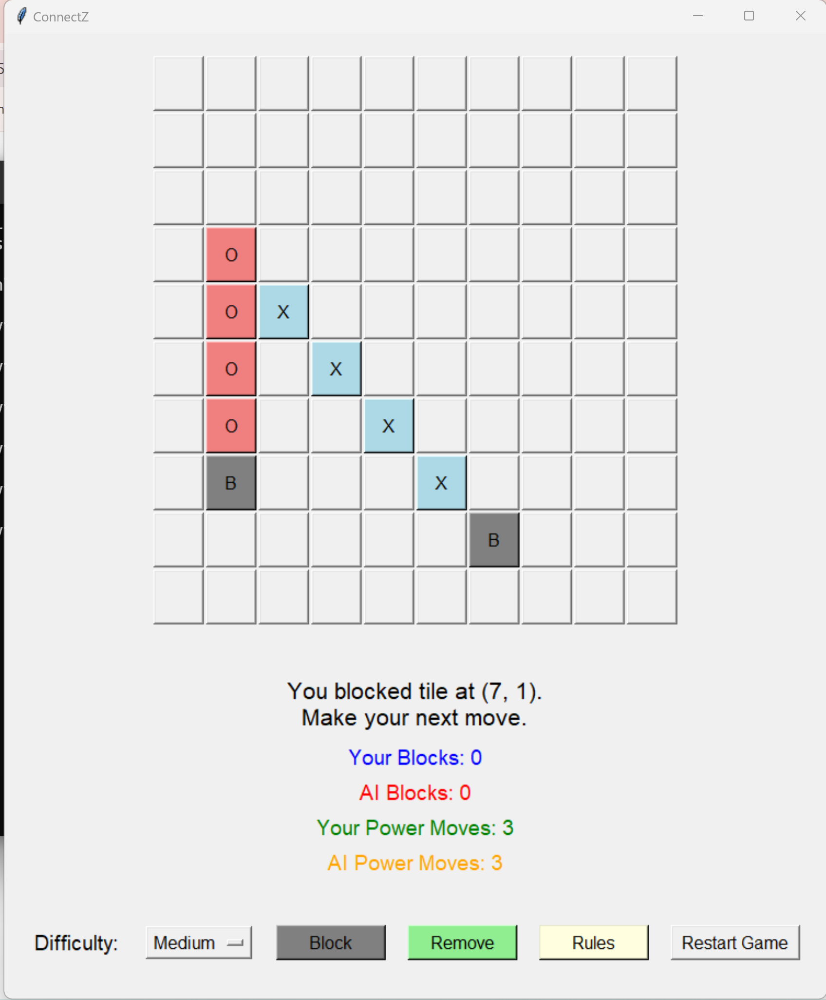 ConnectZ
O
O X
O X
O X
B X
B
You blocked tile at (7, 1).
Make your next move.
Your Blocks: 0
AI Blocks: 0
Your Power Moves: 3
AI Power Moves: 3
Difficulty: Medium Block Remove Rules Restart Game